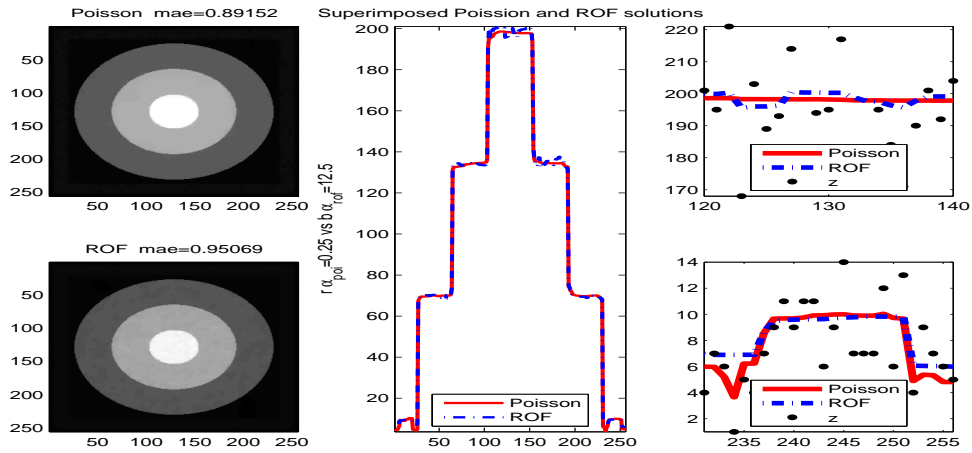 Poisson mae=0.89152
50
100
150
200
250
50 100 150 200 250
ROF mae=0.95069
50
100
150
200
250
50 100 150 200 250
Superimposed Poission and ROF solutions
r α_poi=0.25 vs b α_rof=12.5
200
180
160
140
120
100
80
60
40
20
50 100 150 200 250
Poisson
ROF
220
210
200
190
180
170
120 130 140
Poisson
ROF
z
14
12
10
8
6
4
2
235 240 245 250 255
Poisson
ROF
z